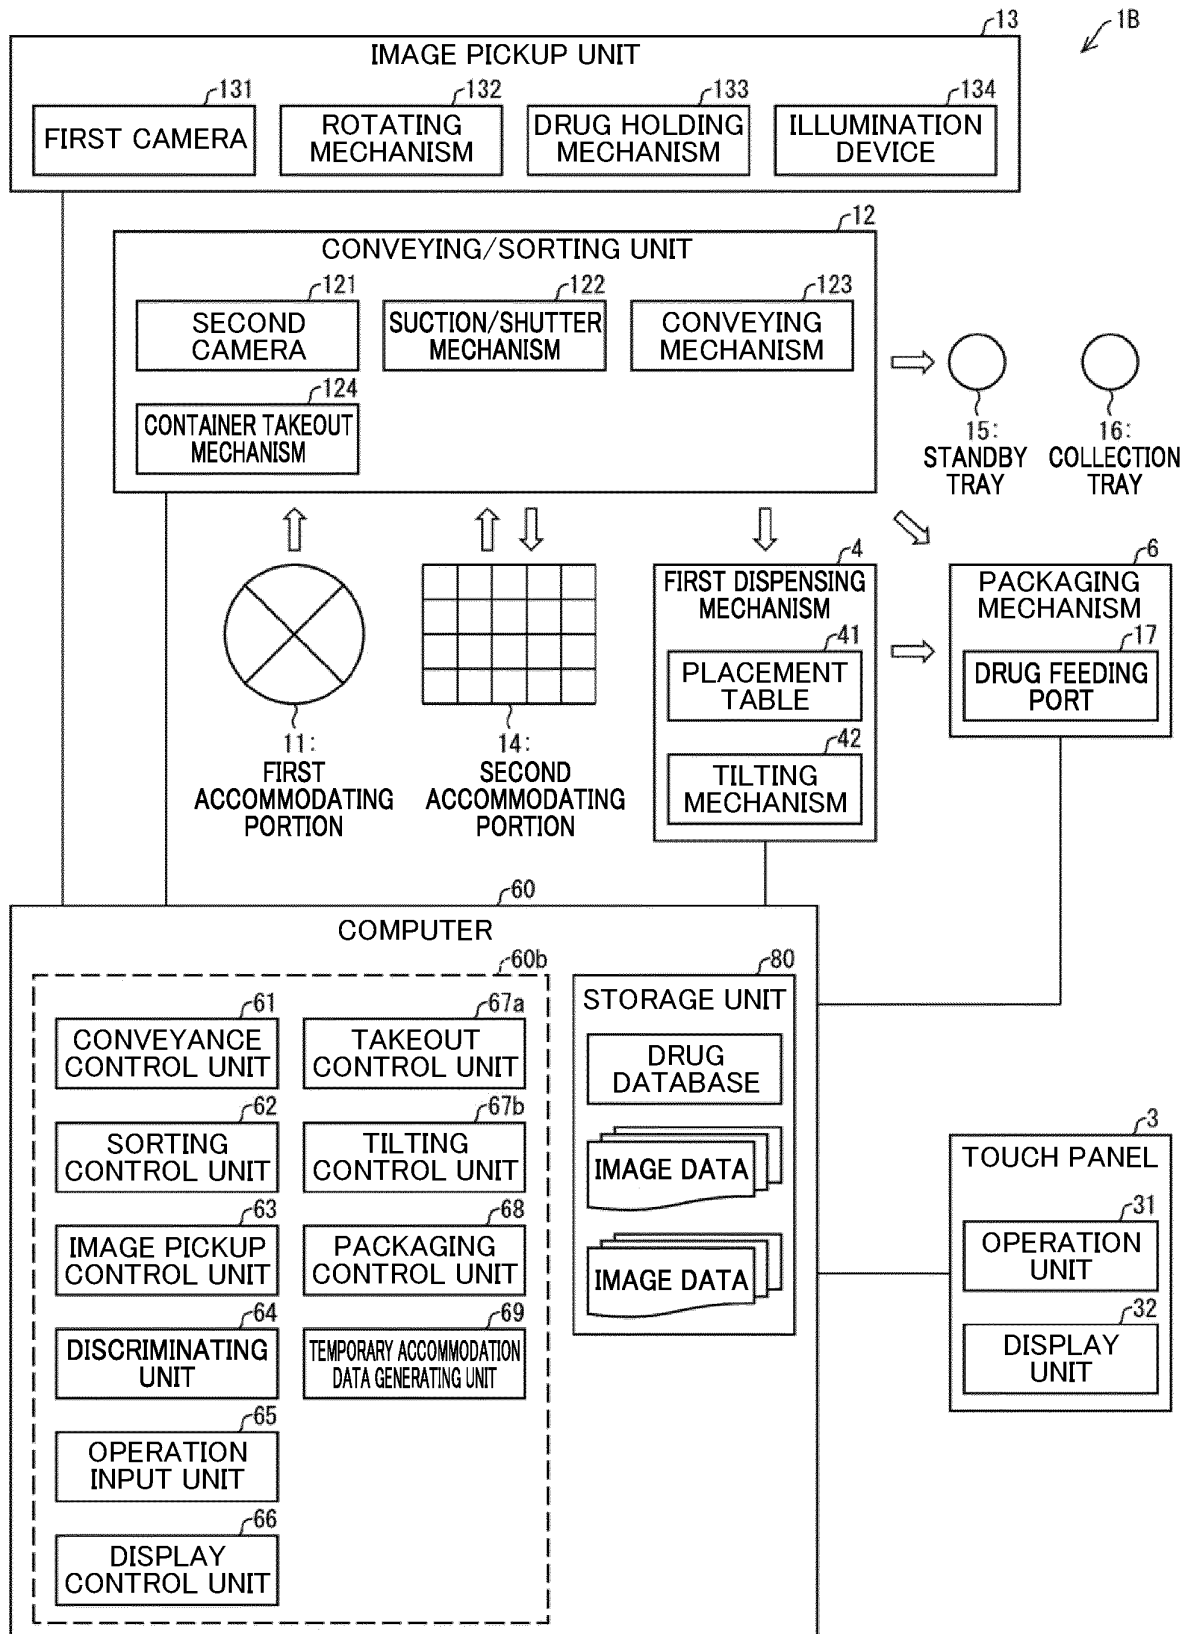 13
1B
IMAGE PICKUP UNIT
131
132
133
134
FIRST CAMERA
ROTATING
MECHANISM
DRUG HOLDING
MECHANISM
ILLUMINATION
DEVICE
12
CONVEYING/SORTING UNIT
121
122
123
SECOND
CAMERA
SUCTION/SHUTTER
MECHANISM
CONVEYING
MECHANISM
124
CONTAINER TAKEOUT
MECHANISM
15:
STANDBY
TRAY
16:
COLLECTION
TRAY
4
FIRST DISPENSING
MECHANISM
41
PLACEMENT
TABLE
42
TILTING
MECHANISM
6
PACKAGING
MECHANISM
17
DRUG FEEDING
PORT
11:
FIRST
ACCOMMODATING
PORTION
14:
SECOND
ACCOMMODATING
PORTION
60
COMPUTER
60b
61
CONVEYANCE
CONTROL UNIT
67a
TAKEOUT
CONTROL UNIT
62
SORTING
CONTROL UNIT
67b
TILTING
CONTROL UNIT
63
IMAGE PICKUP
CONTROL UNIT
68
PACKAGING
CONTROL UNIT
64
DISCRIMINATING
UNIT
69
TEMPORARY ACCOMMODATION
DATA GENERATING UNIT
65
OPERATION
INPUT UNIT
66
DISPLAY
CONTROL UNIT
80
STORAGE UNIT
DRUG
DATABASE
IMAGE DATA
IMAGE DATA
3
TOUCH PANEL
31
OPERATION
UNIT
32
DISPLAY
UNIT